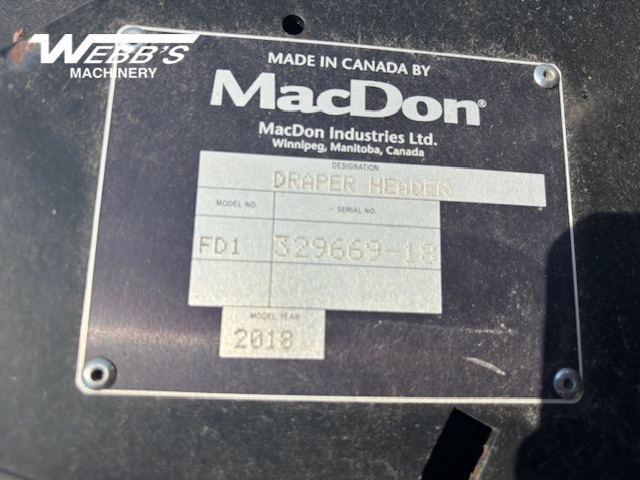 WEBB'S
MACHINERY
MADE IN CANADA BY
MacDon®
MacDon Industries Ltd.
Winnipeg, Manitoba, Canada
DESIGNATION
DRAPER HEADER
MODEL NO. SERIAL NO.
FD1 329669-18
MODEL YEAR
2018